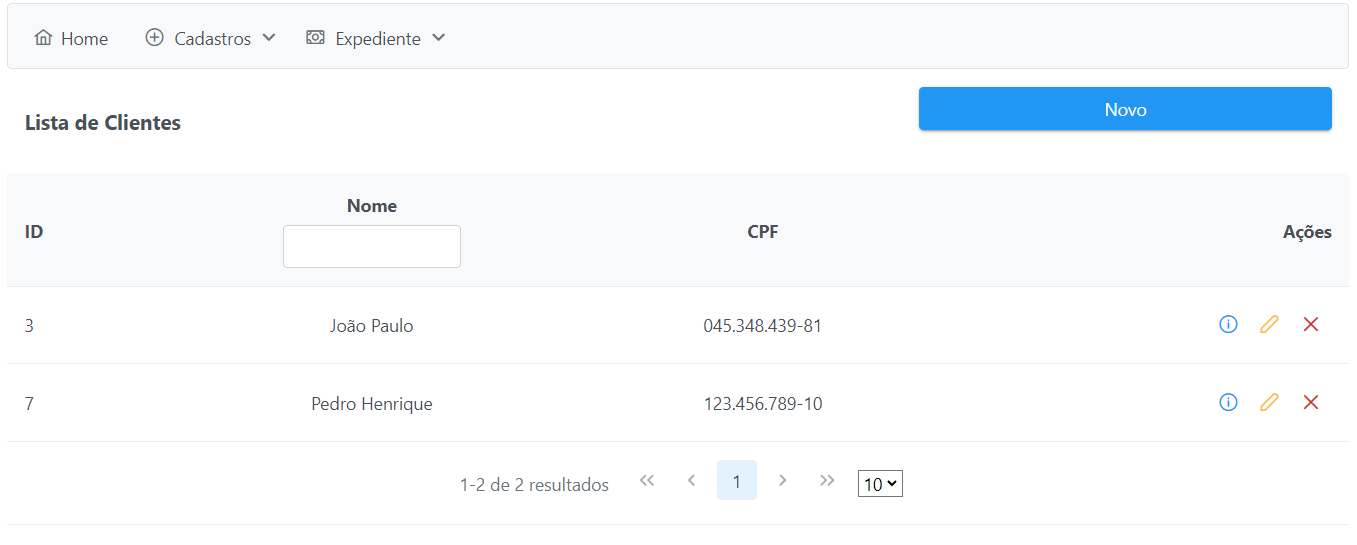 Home Cadastros Expediente
Lista de Clientes Novo
ID Nome CPF Ações
3 João Paulo 045.348.439-81
7 Pedro Henrique 123.456.789-10
1-2 de 2 resultados 1 10